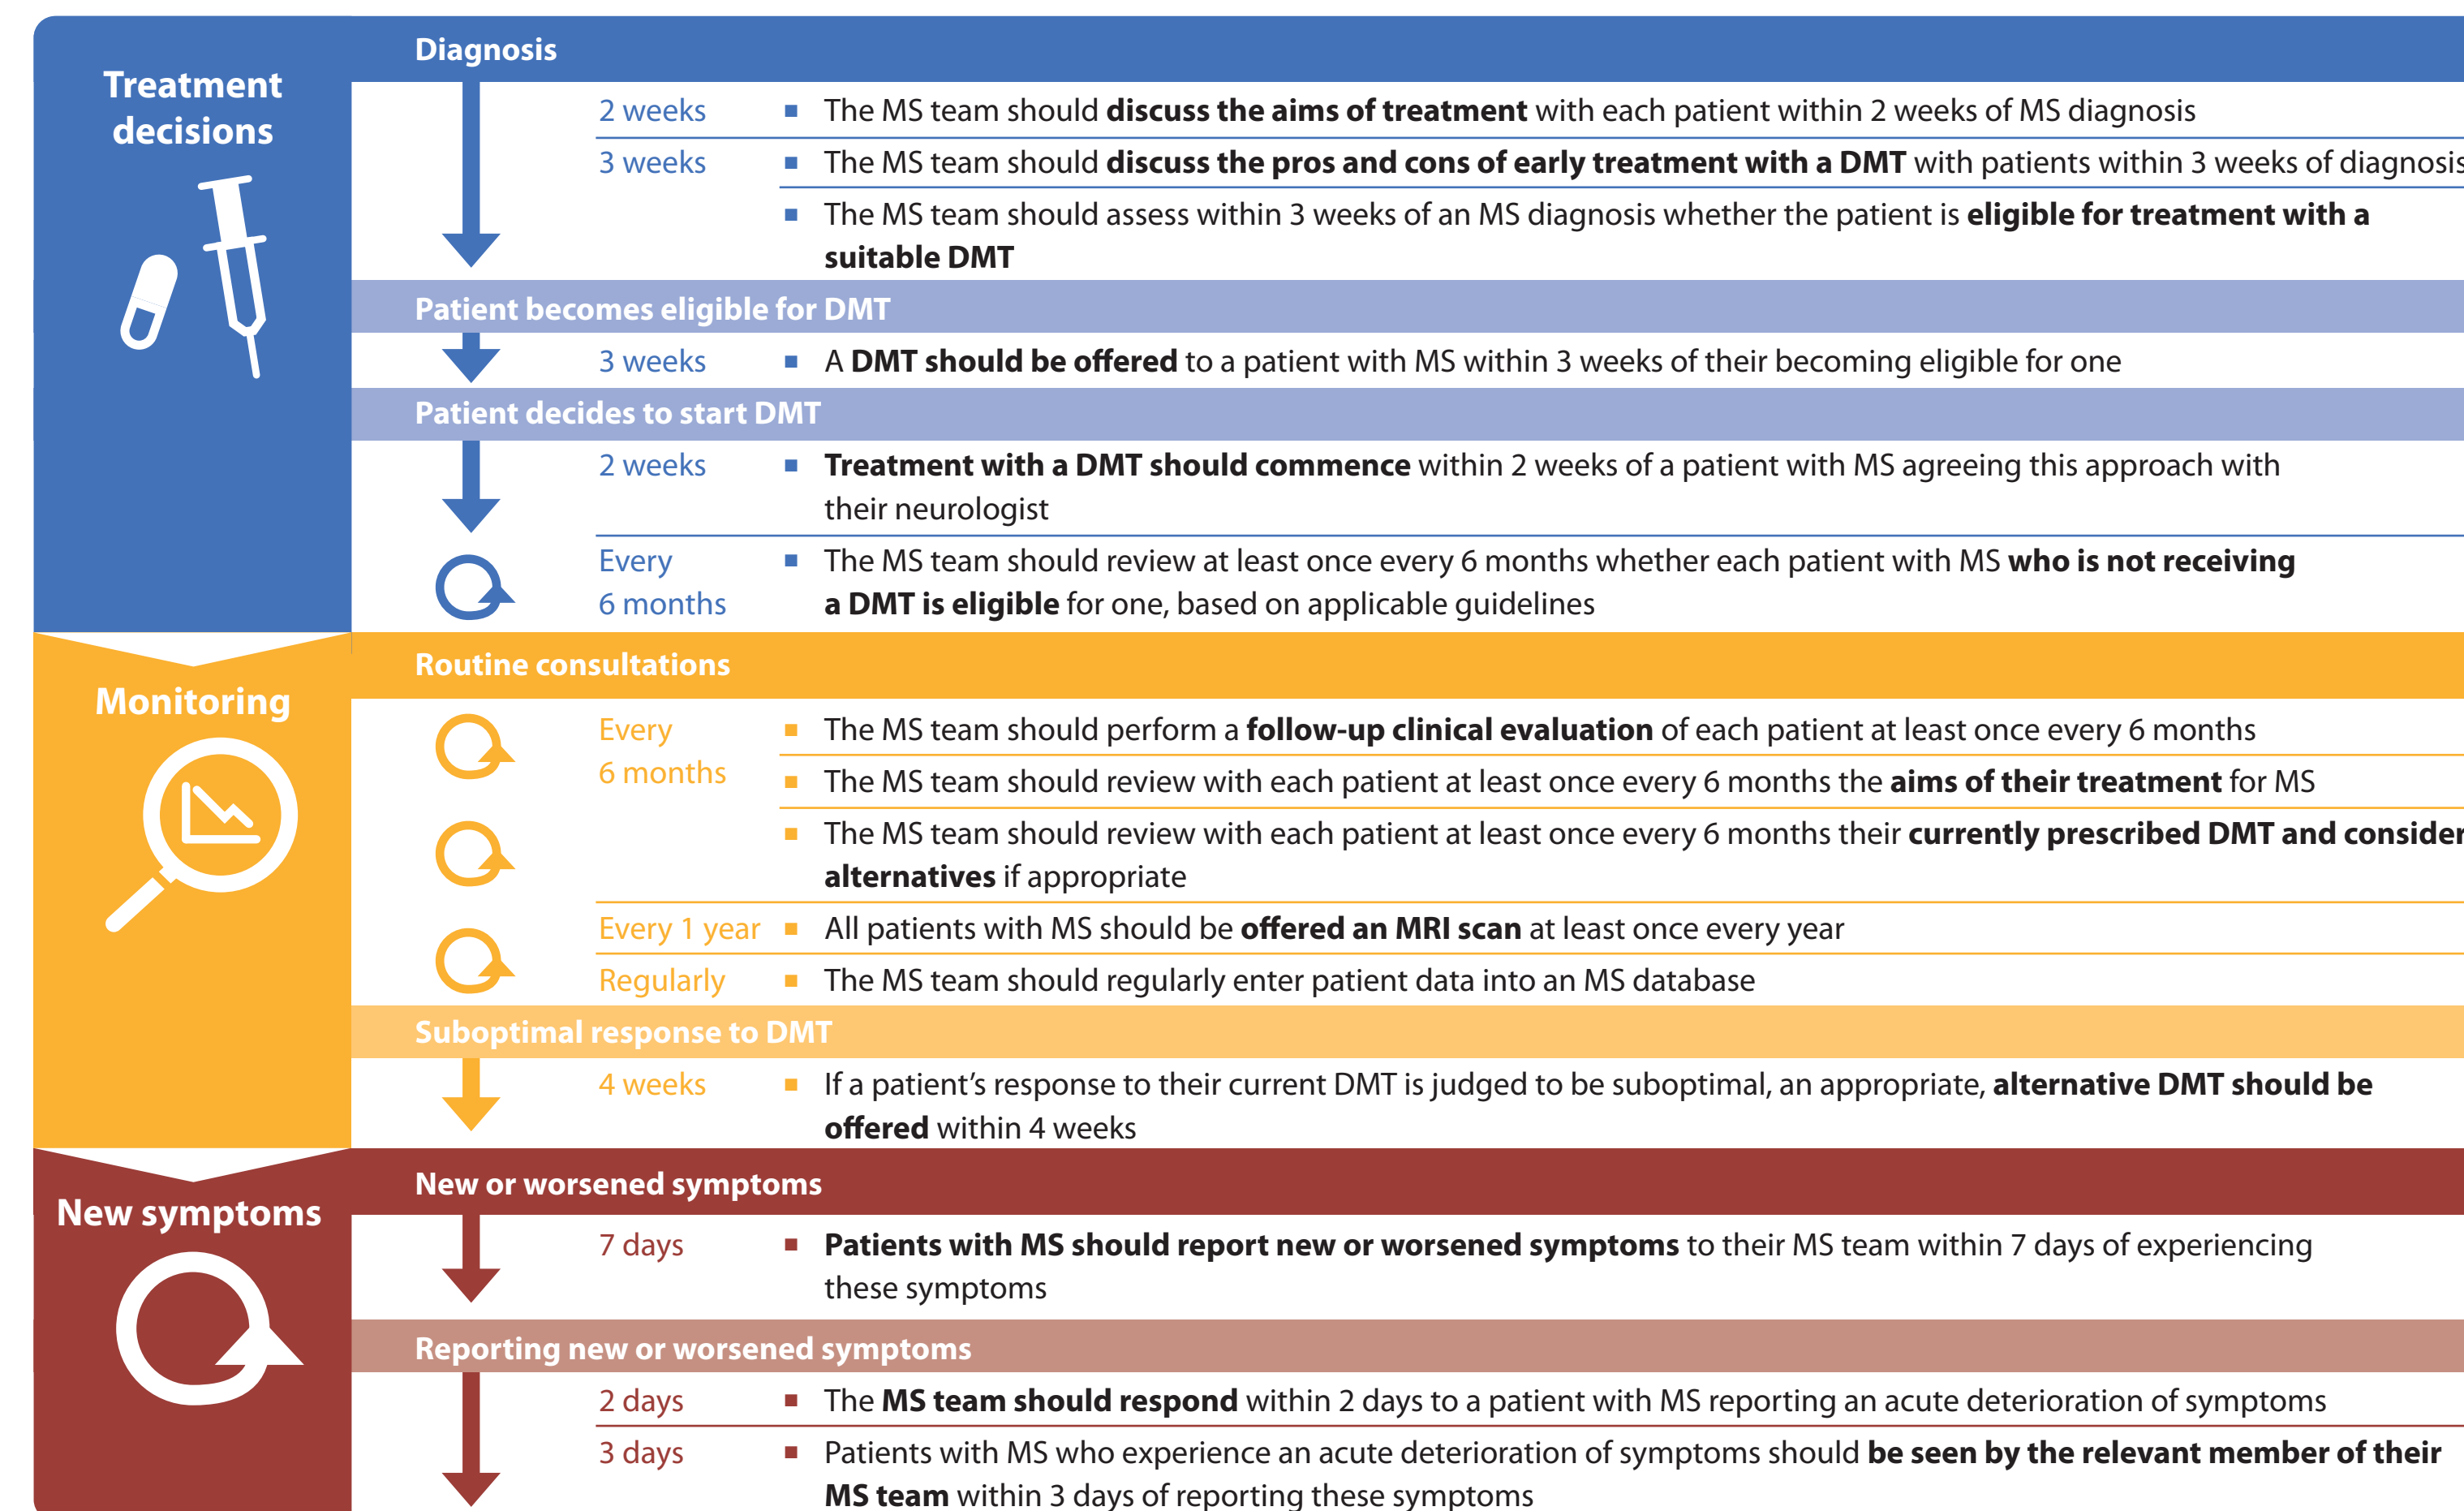 Treatment
decisions
Diagnosis
2 weeks ▪ The MS team should discuss the aims of treatment with each patient within 2 weeks of MS diagnosis
3 weeks ▪ The MS team should discuss the pros and cons of early treatment with a DMT with patients within 3 weeks of diagnosis
▪ The MS team should assess within 3 weeks of an MS diagnosis whether the patient is eligible for treatment with a
suitable DMT
Patient becomes eligible for DMT
3 weeks ▪ A DMT should be offered to a patient with MS within 3 weeks of their becoming eligible for one
Patient decides to start DMT
2 weeks ▪ Treatment with a DMT should commence within 2 weeks of a patient with MS agreeing this approach with
their neurologist
Every ▪ The MS team should review at least once every 6 months whether each patient with MS who is not receiving
6 months a DMT is eligible for one, based on applicable guidelines
Monitoring
Routine consultations
Every ▪ The MS team should perform a follow-up clinical evaluation of each patient at least once every 6 months
6 months ▪ The MS team should review with each patient at least once every 6 months the aims of their treatment for MS
▪ The MS team should review with each patient at least once every 6 months their currently prescribed DMT and consider
alternatives if appropriate
Every 1 year ▪ All patients with MS should be offered an MRI scan at least once every year
Regularly ▪ The MS team should regularly enter patient data into an MS database
Suboptimal response to DMT
4 weeks ▪ If a patient’s response to their current DMT is judged to be suboptimal, an appropriate, alternative DMT should be
offered within 4 weeks
New symptoms
New or worsened symptoms
7 days ▪ Patients with MS should report new or worsened symptoms to their MS team within 7 days of experiencing
these symptoms
Reporting new or worsened symptoms
2 days ▪ The MS team should respond within 2 days to a patient with MS reporting an acute deterioration of symptoms
3 days ▪ Patients with MS who experience an acute deterioration of symptoms should be seen by the relevant member of their
MS team within 3 days of reporting these symptoms